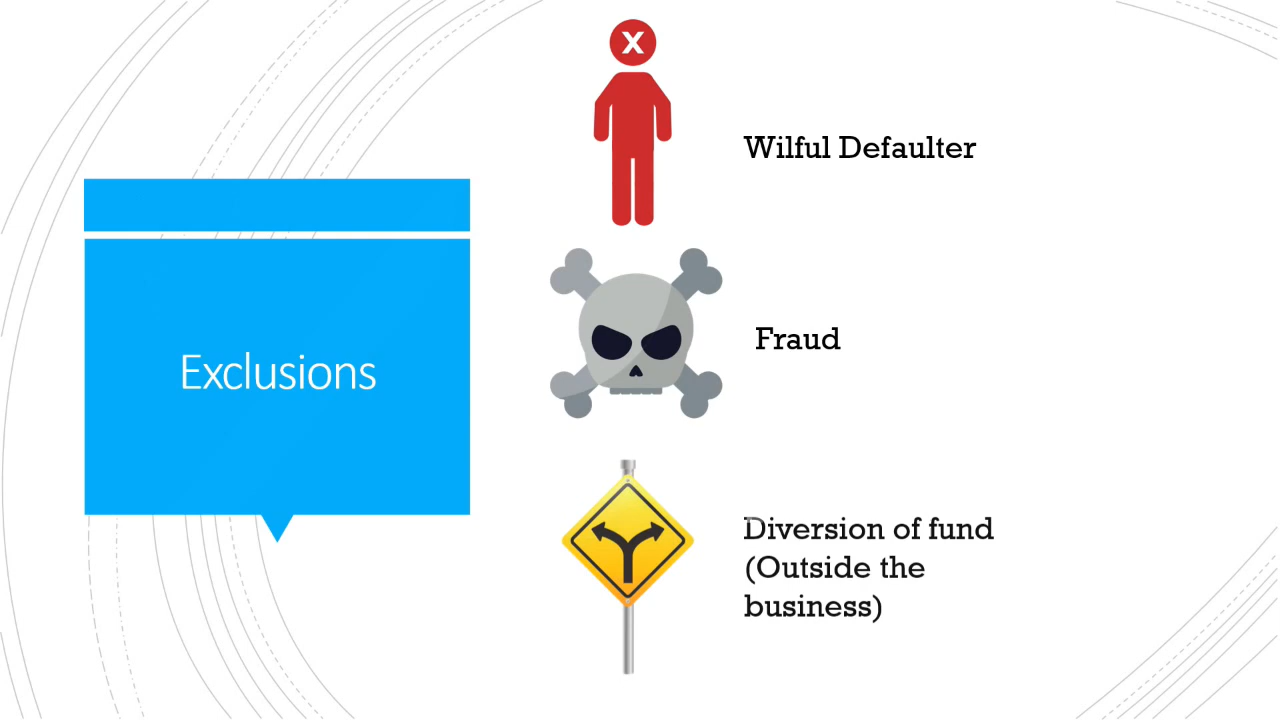 X
Wilful Defaulter
Exclusions
Fraud
Diversion of fund
(Outside the
business)